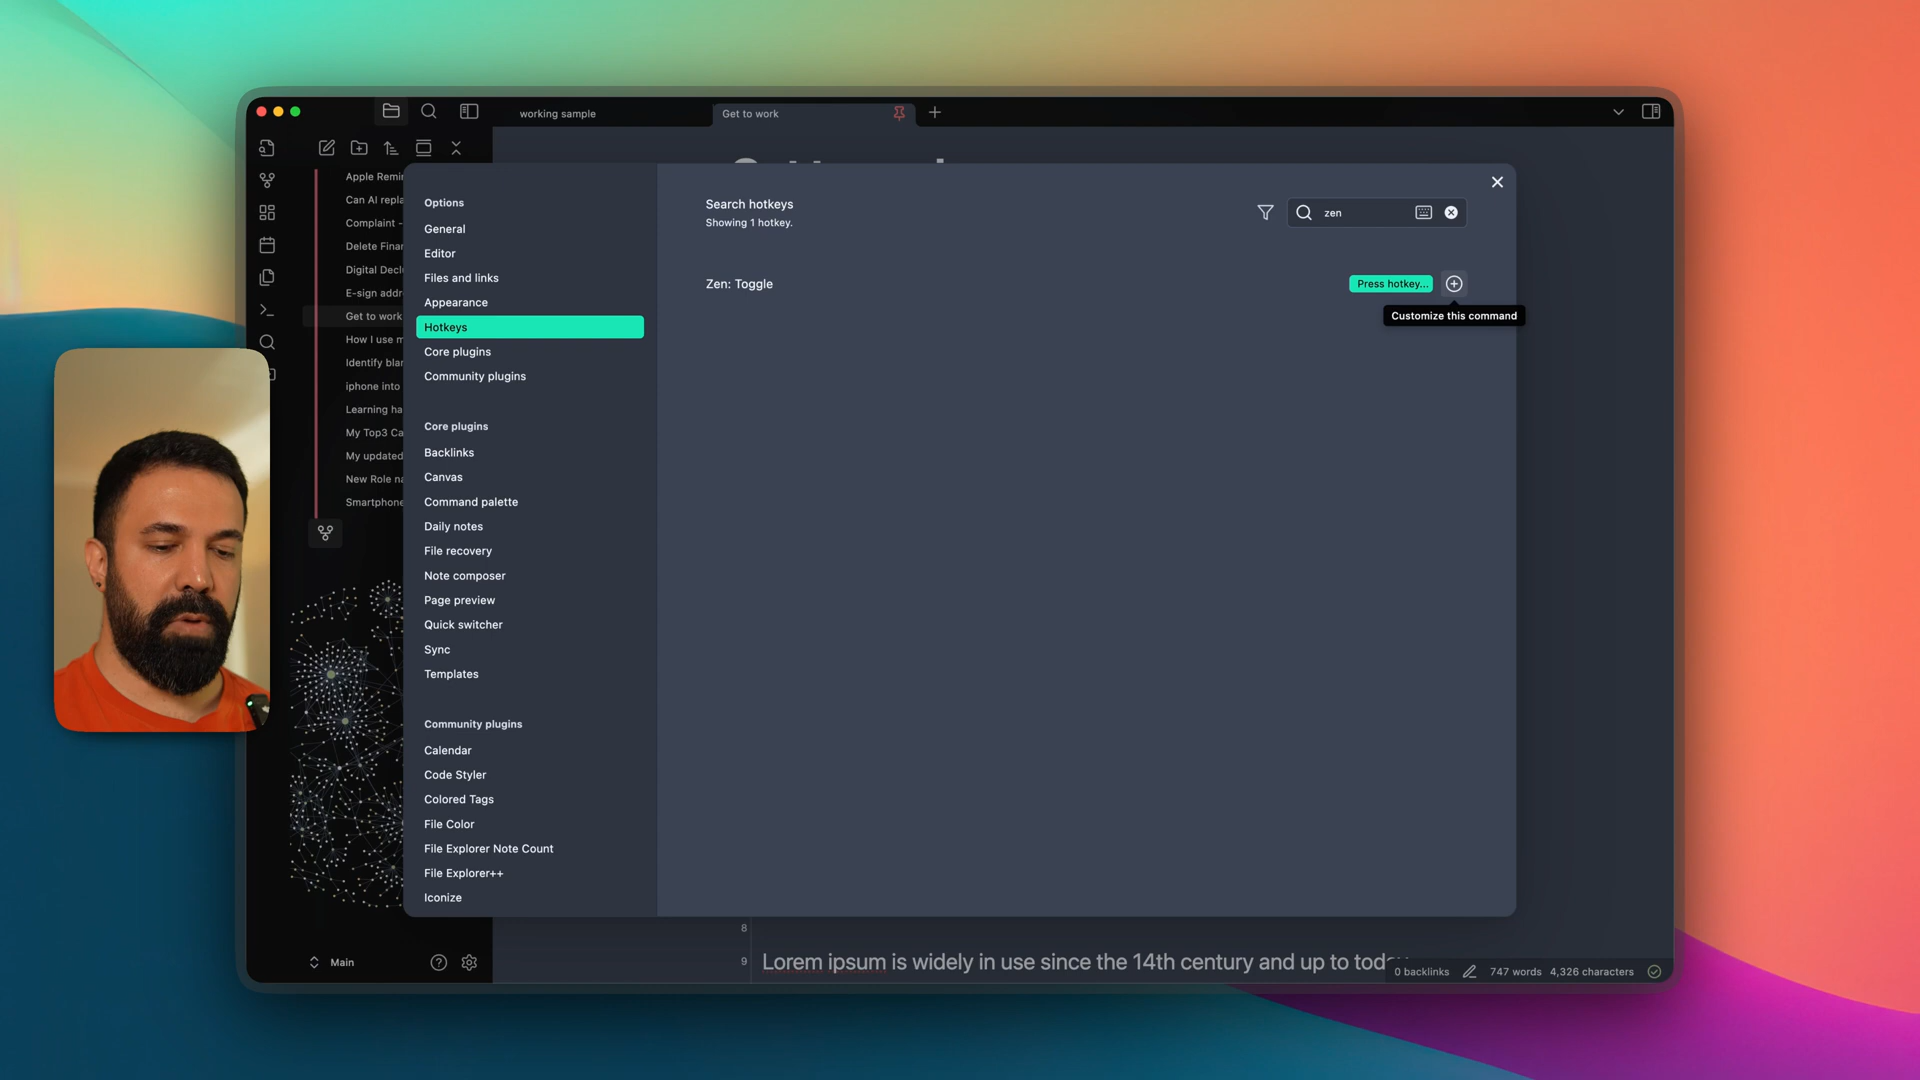 working sample
Get to work
Apple Remin
Can AI repla
Complaint -
Delete Finan
Digital Decl
E-sign addr
Get to work
How I use m
Identify blan
iphone into
Learning ha
My Top3 Ca
My updated
New Role na
Smartphone
Main
Options
General
Editor
Files and links
Appearance
Hotkeys
Core plugins
Community plugins
Core plugins
Backlinks
Canvas
Command palette
Daily notes
File recovery
Note composer
Page preview
Quick switcher
Sync
Templates
Community plugins
Calendar
Code Styler
Colored Tags
File Color
File Explorer Note Count
File Explorer++
Iconize
Search hotkeys
Showing 1 hotkey.
zen
Zen: Toggle
Press hotkey...
Customize this command
8
9
Lorem ipsum is widely in use since the 14th century and up to today
0 backlinks
747 words
4,326 characters